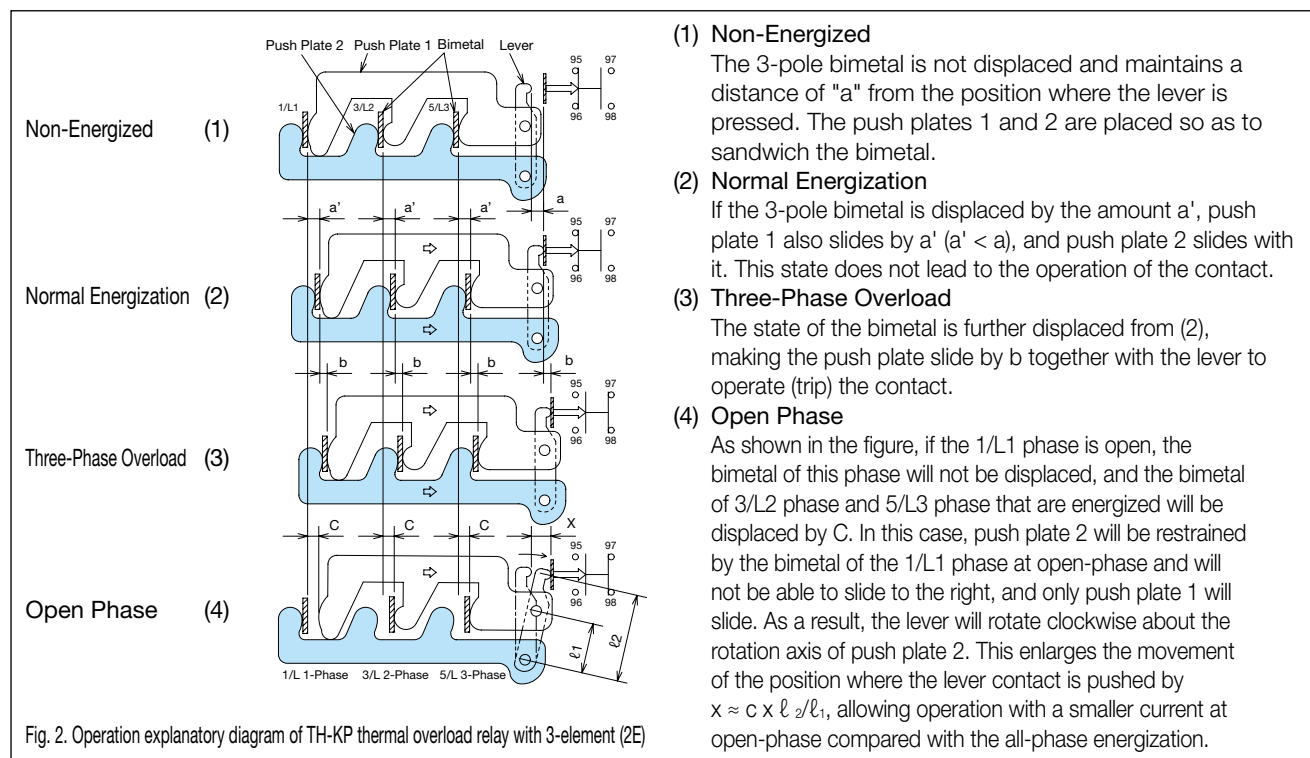 Push Plate 2 Push Plate 1 Bimetal Lever
95 97
1/L1 3/L2 5/L3
Non-Energized (1)
96 98
a' a' a' a
95 97
96 98
Normal Energization (2)
b b b b
95 97
96 98
Three-Phase Overload (3)
C C C X
95 97
96 98
Open Phase (4)
ℓ1 ℓ2
1/L 1-Phase 3/L 2-Phase 5/L 3-Phase
Fig. 2. Operation explanatory diagram of TH-KP thermal overload relay with 3-element (2E)
(1) Non-Energized
The 3-pole bimetal is not displaced and maintains a
distance of "a" from the position where the lever is
pressed. The push plates 1 and 2 are placed so as to
sandwich the bimetal.
(2) Normal Energization
If the 3-pole bimetal is displaced by the amount a', push
plate 1 also slides by a' (a' < a), and push plate 2 slides with
it. This state does not lead to the operation of the contact.
(3) Three-Phase Overload
The state of the bimetal is further displaced from (2),
making the push plate slide by b together with the lever to
operate (trip) the contact.
(4) Open Phase
As shown in the figure, if the 1/L1 phase is open, the
bimetal of this phase will not be displaced, and the bimetal
of 3/L2 phase and 5/L3 phase that are energized will be
displaced by C. In this case, push plate 2 will be restrained
by the bimetal of the 1/L1 phase at open-phase and will
not be able to slide to the right, and only push plate 1 will
slide. As a result, the lever will rotate clockwise about the
rotation axis of push plate 2. This enlarges the movement
of the position where the lever contact is pushed by
x ≈ c x ℓ 2/ℓ1, allowing operation with a smaller current at
open-phase compared with the all-phase energization.